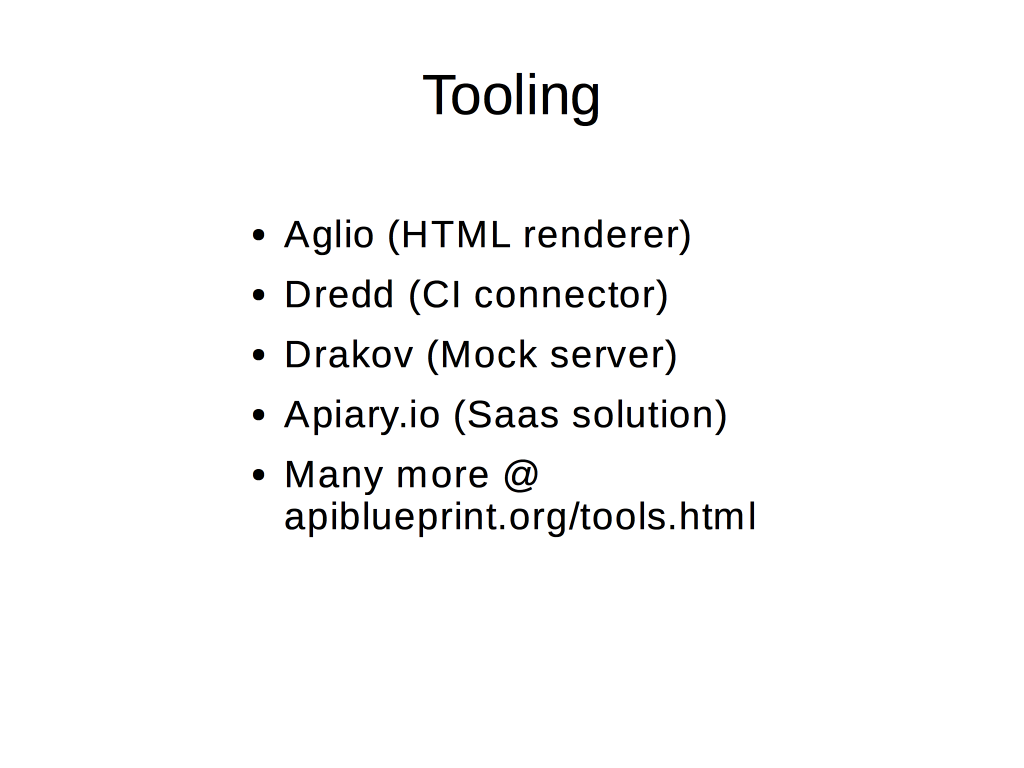 Tooling
• Aglio (HTML renderer)
• Dredd (CI connector)
• Drakov (Mock server)
• Apiary.io (Saas solution)
• Many more @
apiblueprint.org/tools.html